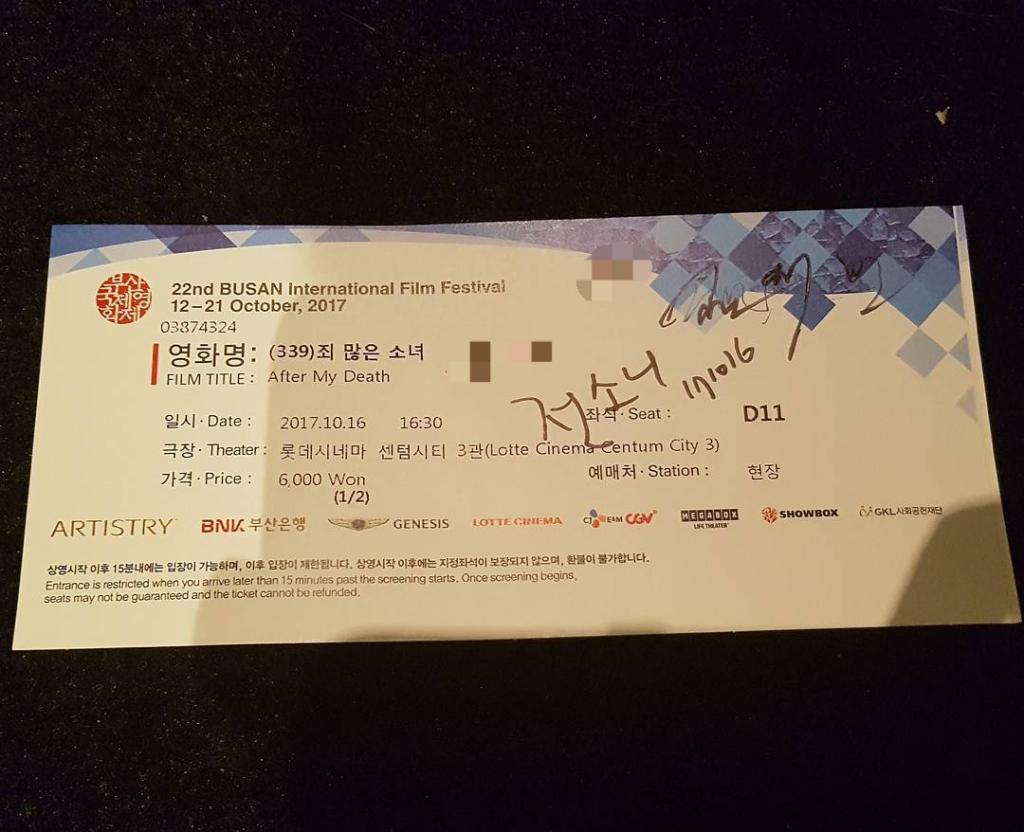 부산
국제영
화제
22nd BUSAN International Film Festival
12–21 October, 2017
03874324
영화명: (339)죄 많은 소녀
FILM TITLE : After My Death
전소니 171016
일시·Date : 2017.10.16 16:30
좌석·Seat : D11
극장·Theater : 롯데시네마 센텀시티 3관(Lotte Cinema Centum City 3)
가격·Price : 6,000 Won
(1/2)
예매처·Station : 현장
ARTISTRY BNK 부산은행 GENESIS LOTTE CINEMA CJ E&M CGV MEGABOX LIFE THEATER SHOWBOX GKL사회공헌재단
상영시작 이후 15분내에는 입장이 가능하며, 이후 입장이 제한됩니다. 상영시작 이후에는 지정좌석이 보장되지 않으며, 환불이 불가합니다.
Entrance is restricted when you arrive later than 15 minutes past the screening starts. Once screening begins,
seats may not be guaranteed and the ticket cannot be refunded.